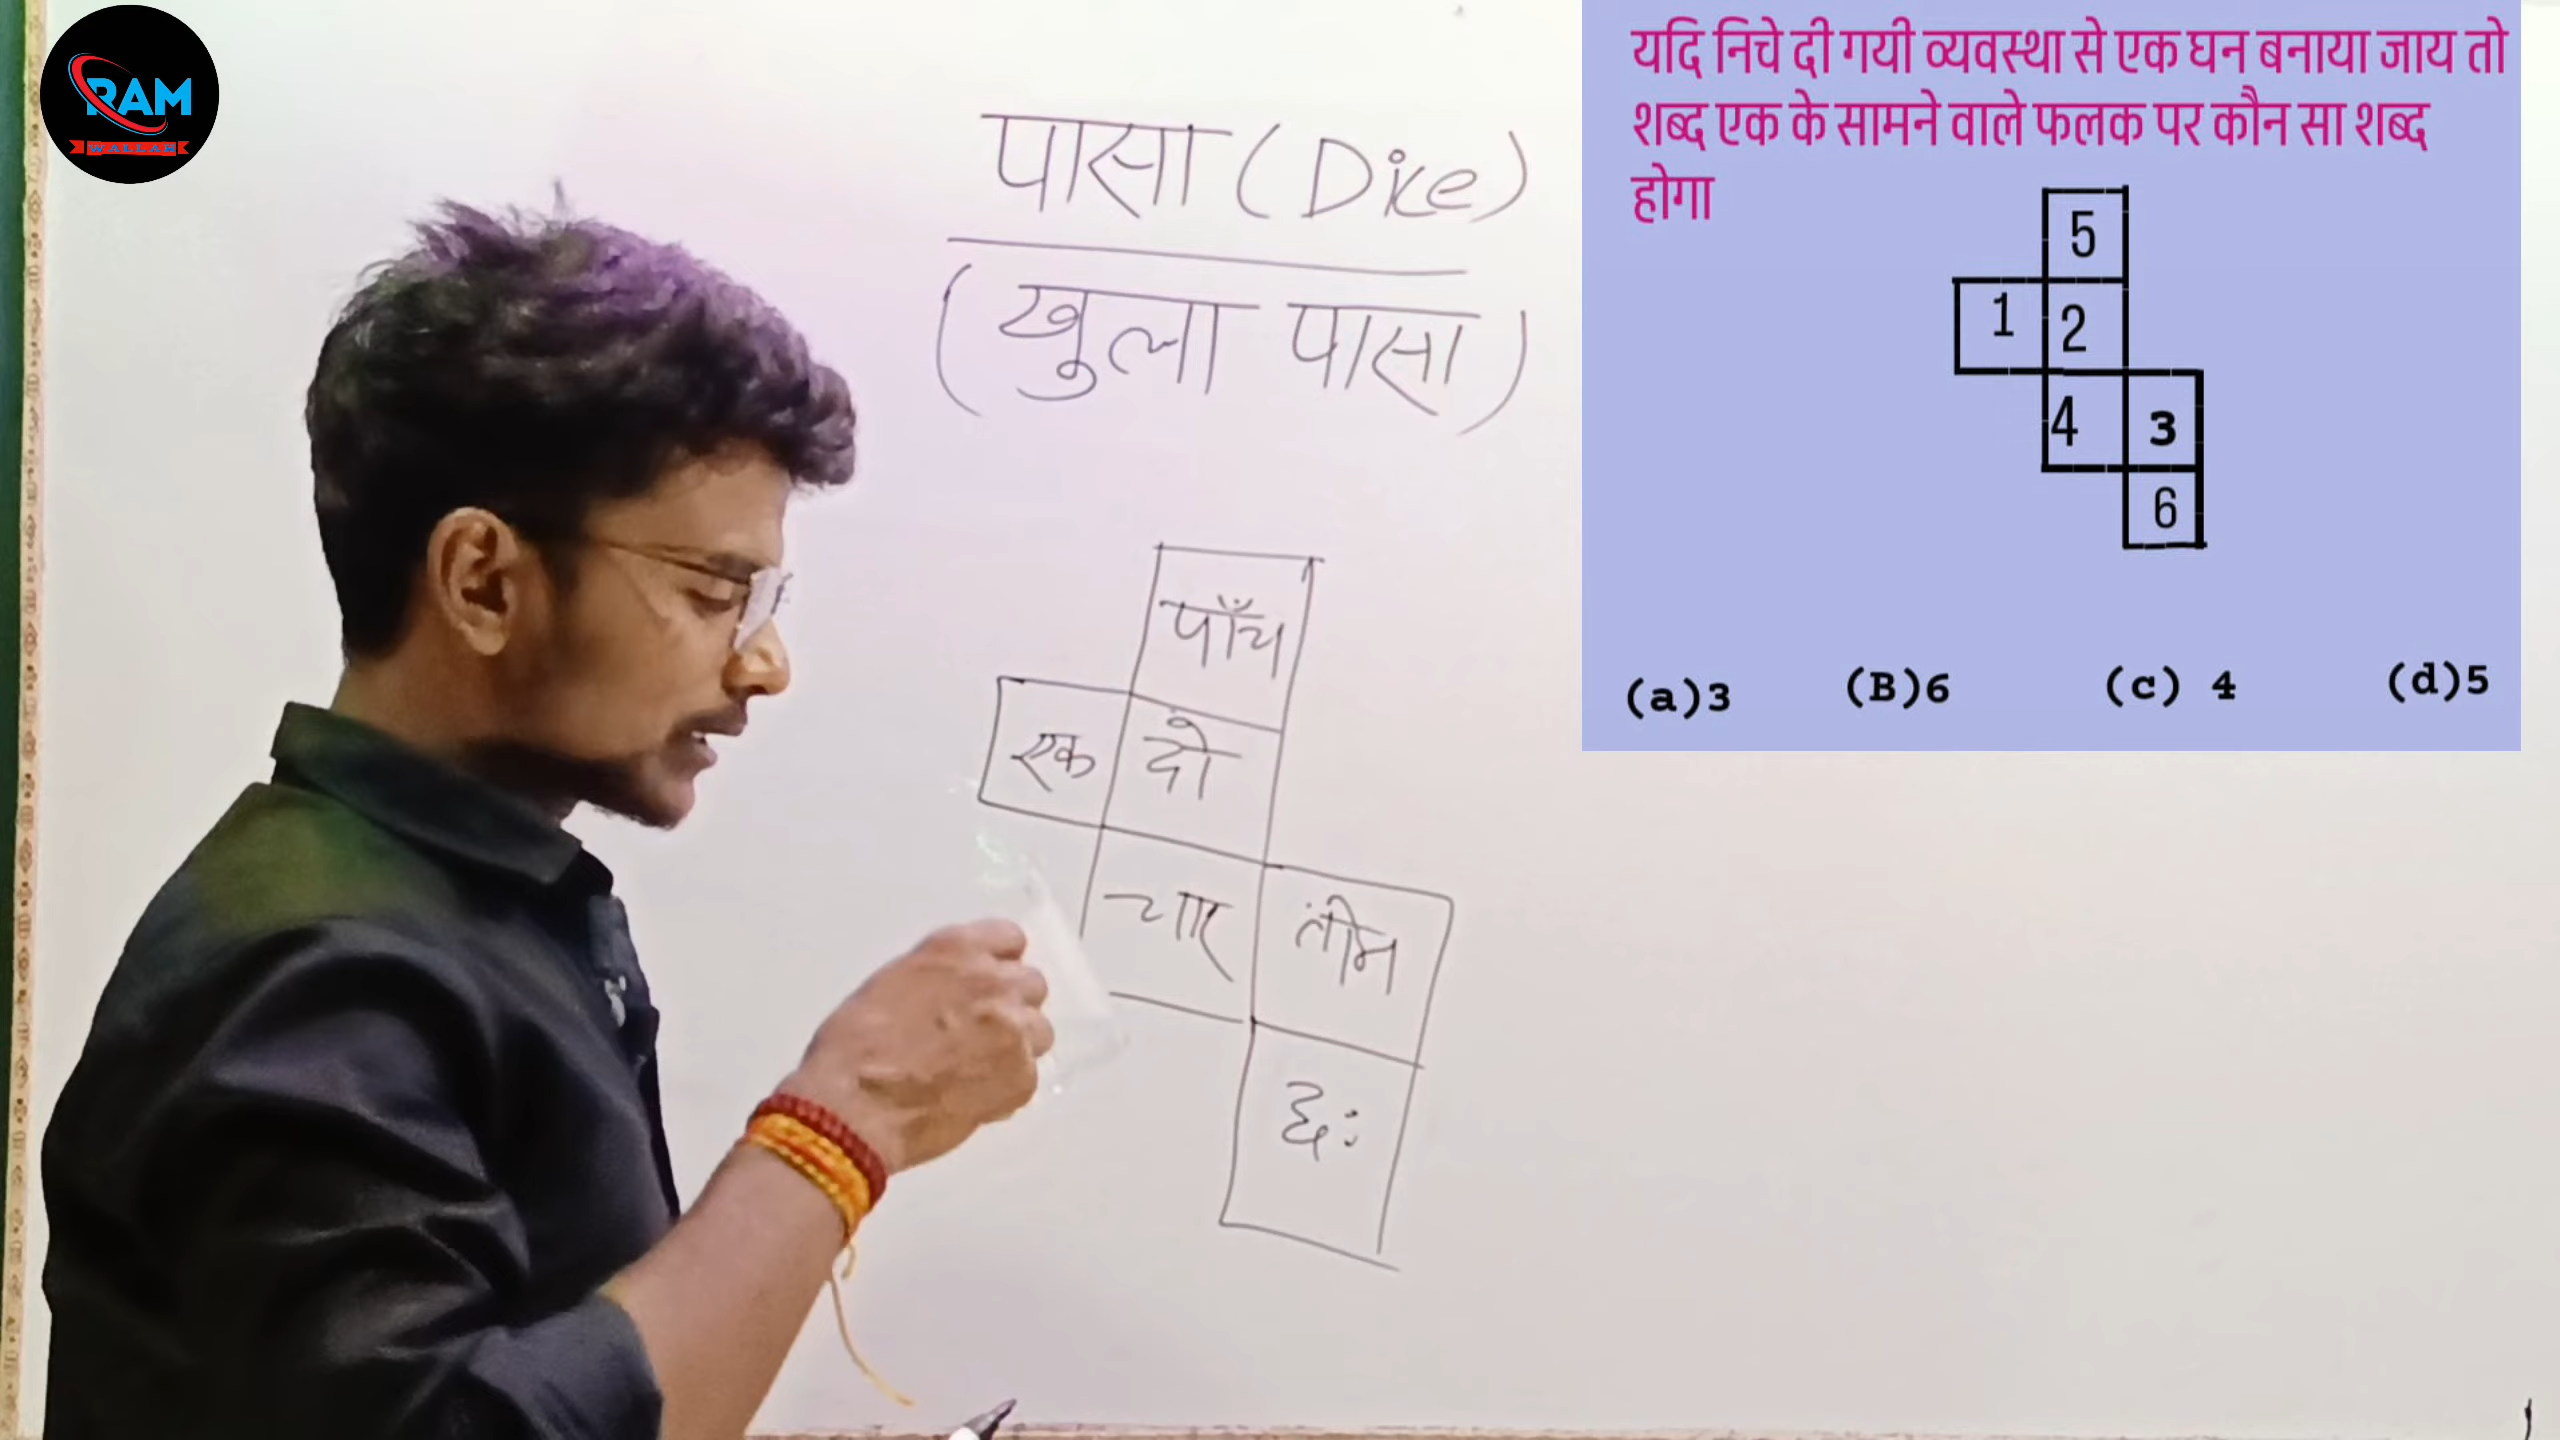 RAM
WALLAH
पासा (Dice)
(खुला पासा)
पाँच
एक दो
चार तीन
छः
यदि निचे दी गयी व्यवस्था से एक घन बनाया जाय तो
शब्द एक के सामने वाले फलक पर कौन सा शब्द
होगा
5
1 2
4 3
6
(a)3 (B)6 (c) 4 (d)5